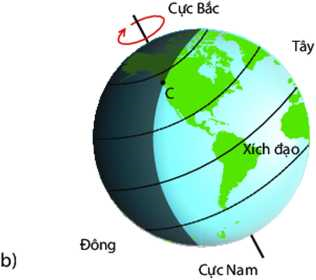 Cực Bắc
Tây
C
Xích đạo
Đông
Cực Nam
b)